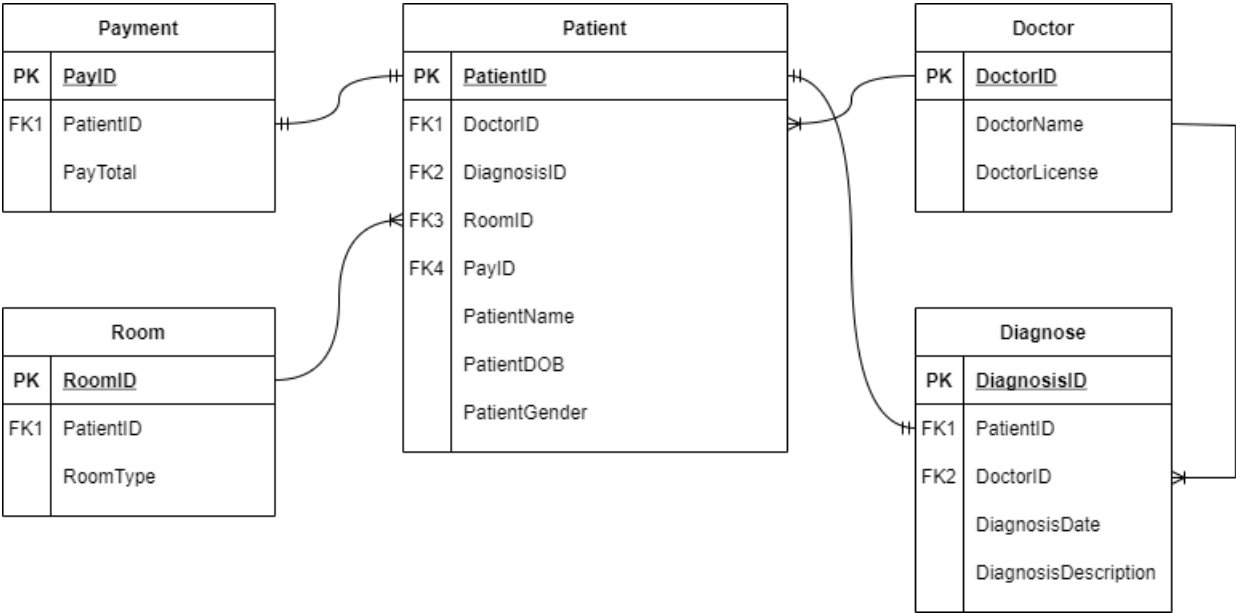 Payment
PK PayID
FK1 PatientID
PayTotal
Patient
PK PatientID
FK1 DoctorID
FK2 DiagnosisID
FK3 RoomID
FK4 PayID
PatientName
PatientDOB
PatientGender
Doctor
PK DoctorID
DoctorName
DoctorLicense
Room
PK RoomID
FK1 PatientID
RoomType
Diagnose
PK DiagnosisID
FK1 PatientID
FK2 DoctorID
DiagnosisDate
DiagnosisDescription